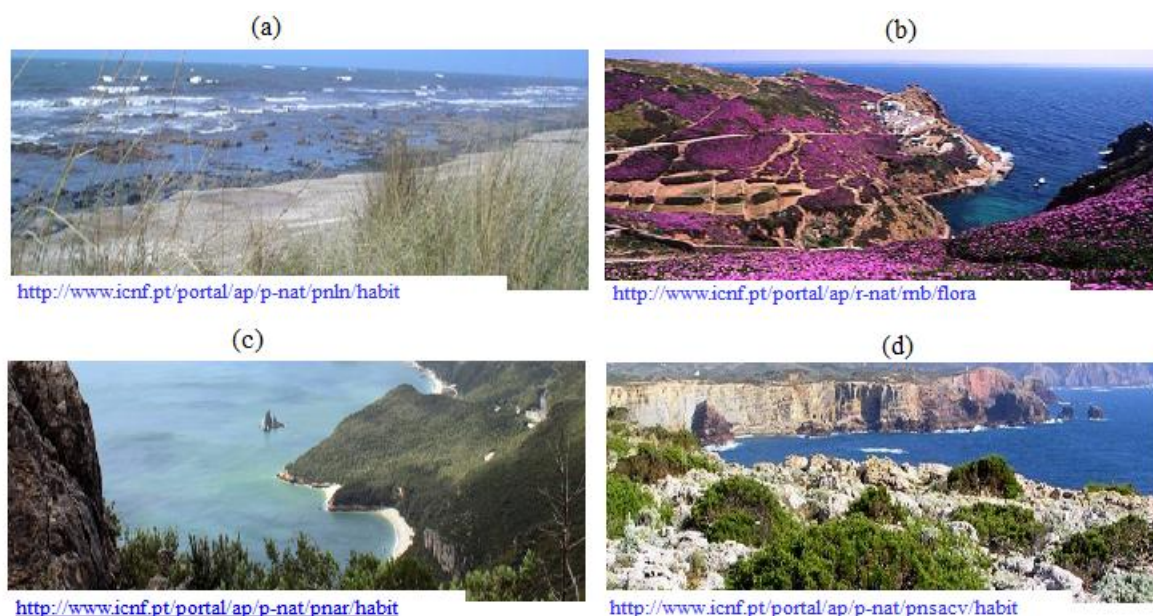 (a)
(b)
http://www.icnf.pt/portal/ap/p-nat/pnln/habit
http://www.icnf.pt/portal/ap/r-nat/rnb/flora
(c)
(d)
http://www.icnf.pt/portal/ap/p-nat/pnar/habit
http://www.icnf.pt/portal/ap/p-nat/pnsacv/habit